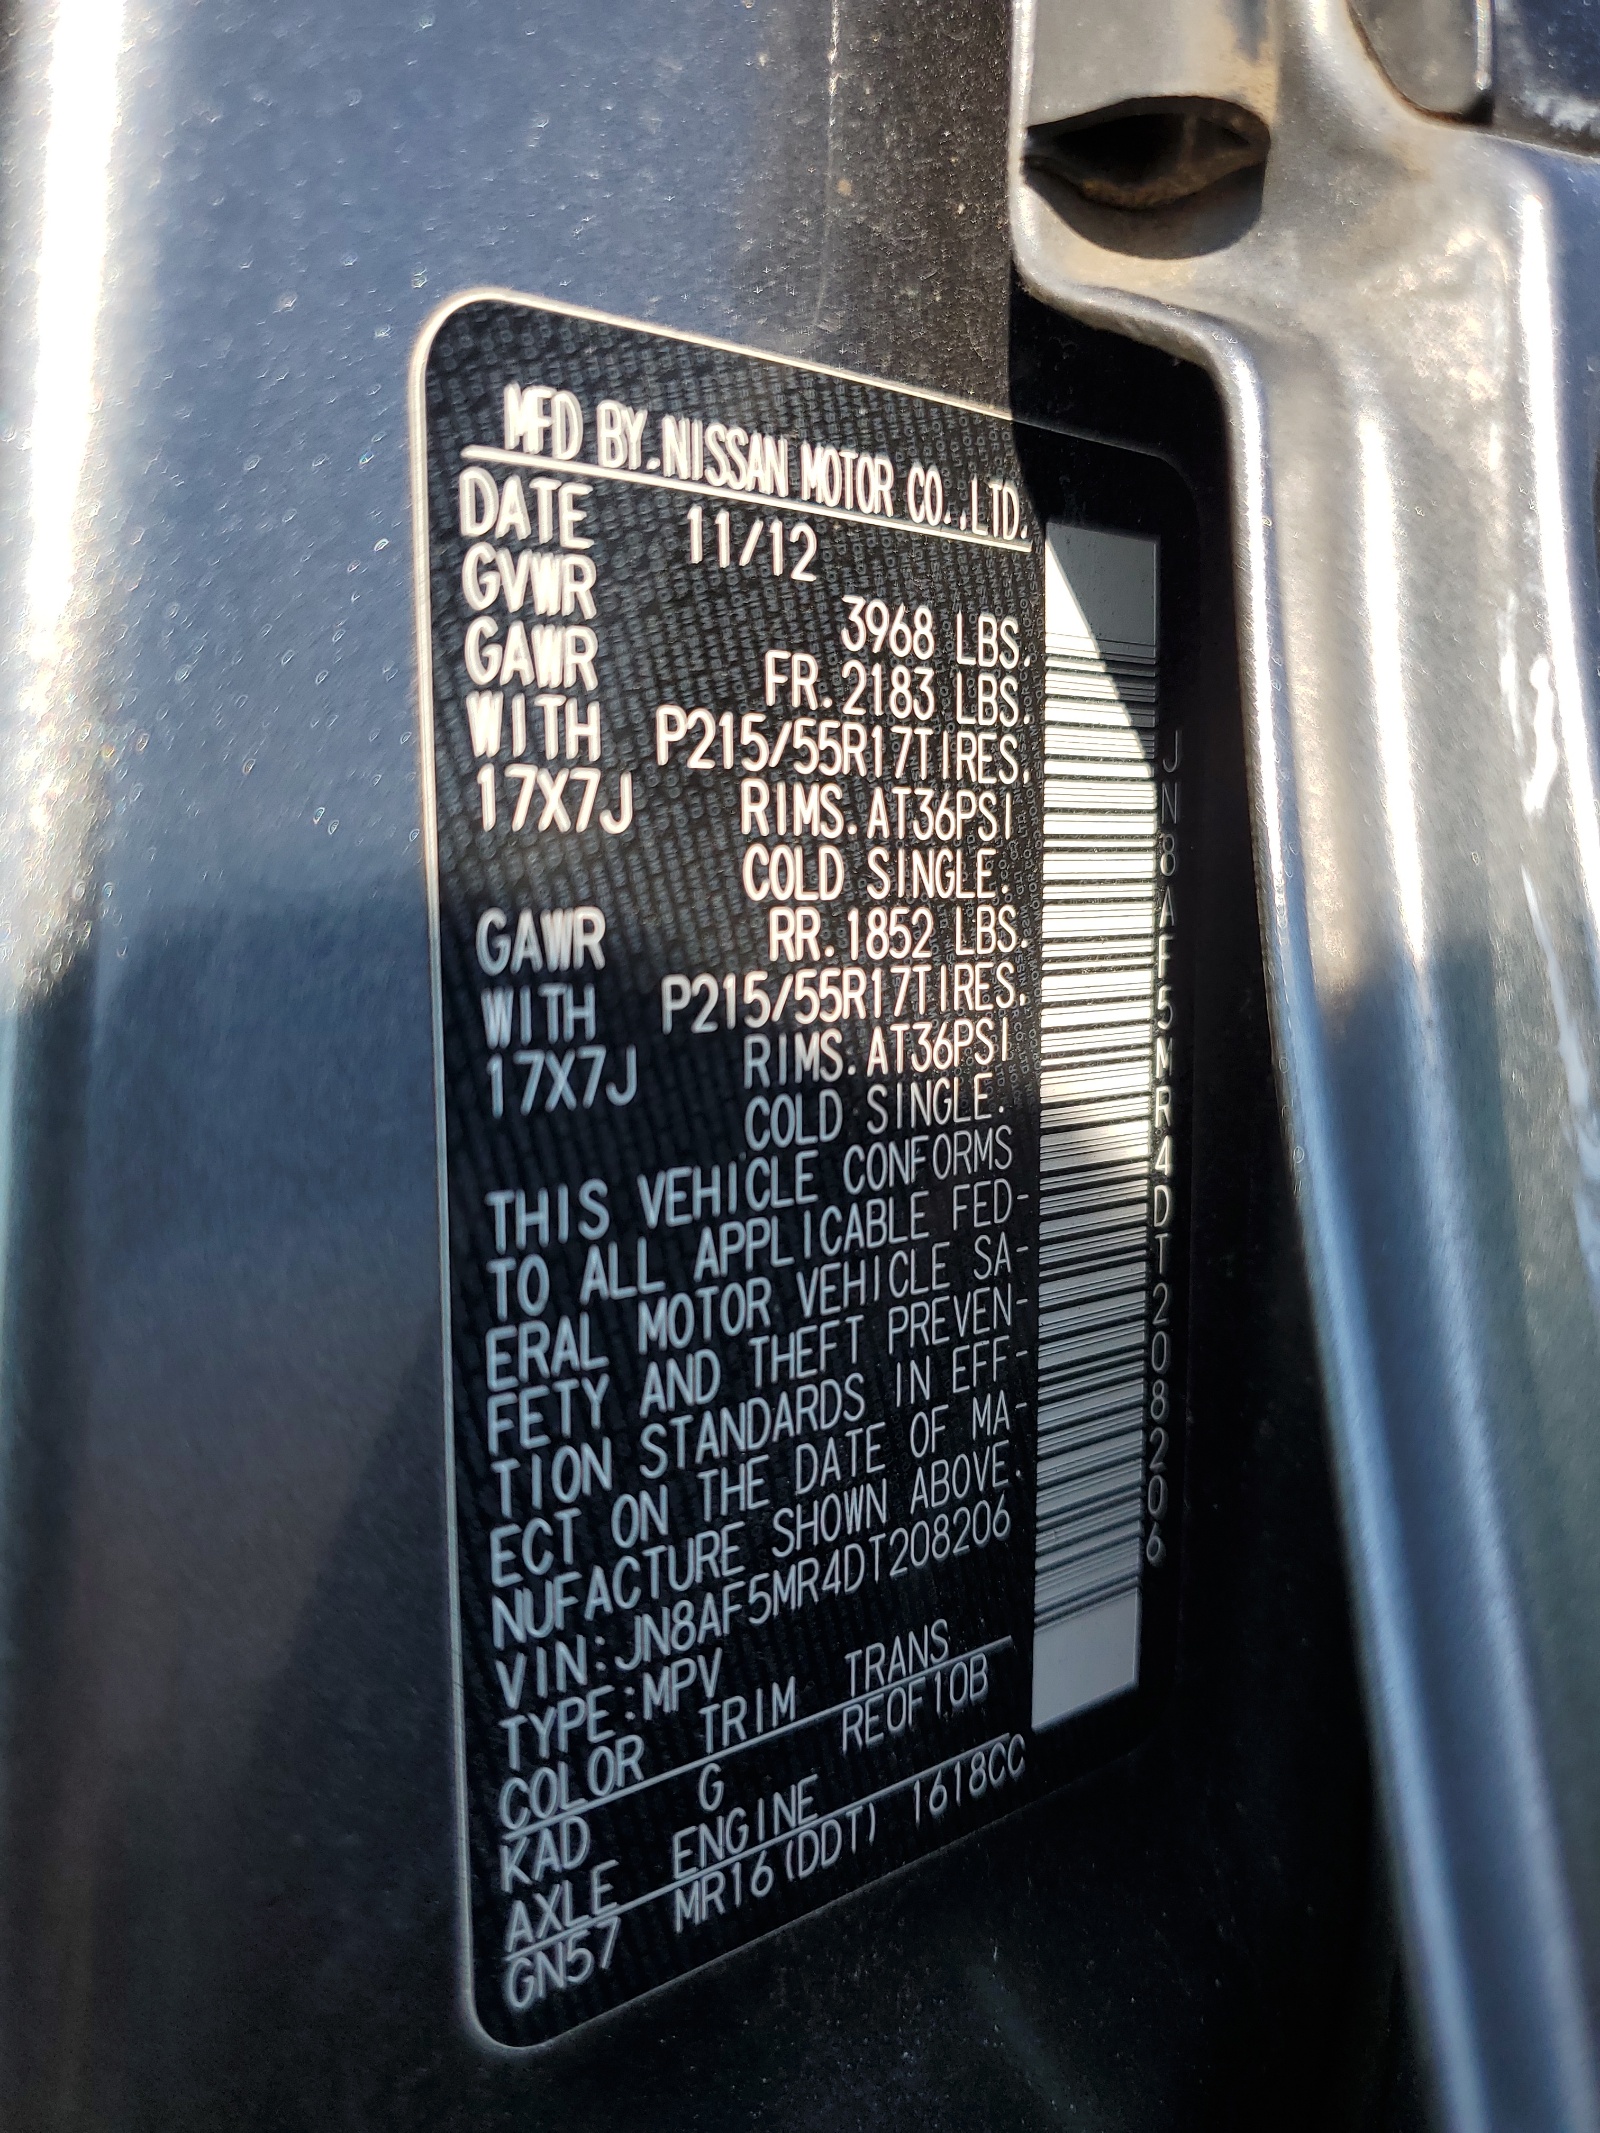 MFD BY.NISSAN MOTOR CO.,LTD.
DATE 11/12
GVWR 3968 LBS.
GAWR FR.2183 LBS.
WITH P215/55R17TIRES.
17X7J RIMS.AT36PSI
COLD SINGLE.
GAWR RR.1852 LBS.
WITH P215/55R17TIRES.
17X7J RIMS.AT36PSI
COLD SINGLE.
THIS VEHICLE CONFORMS
TO ALL APPLICABLE FED-
ERAL MOTOR VEHICLE SA-
FETY AND THEFT PREVEN-
TION STANDARDS IN EFF-
ECT ON THE DATE OF MA-
NUFACTURE SHOWN ABOVE.
VIN:JN8AF5MR4DT208206
TYPE:MPV
COLOR TRIM TRANS
KAD G RE0F10B
AXLE ENGINE
GN57 MR16(DDT) 1618CC
JN8AF5MR4DT208206